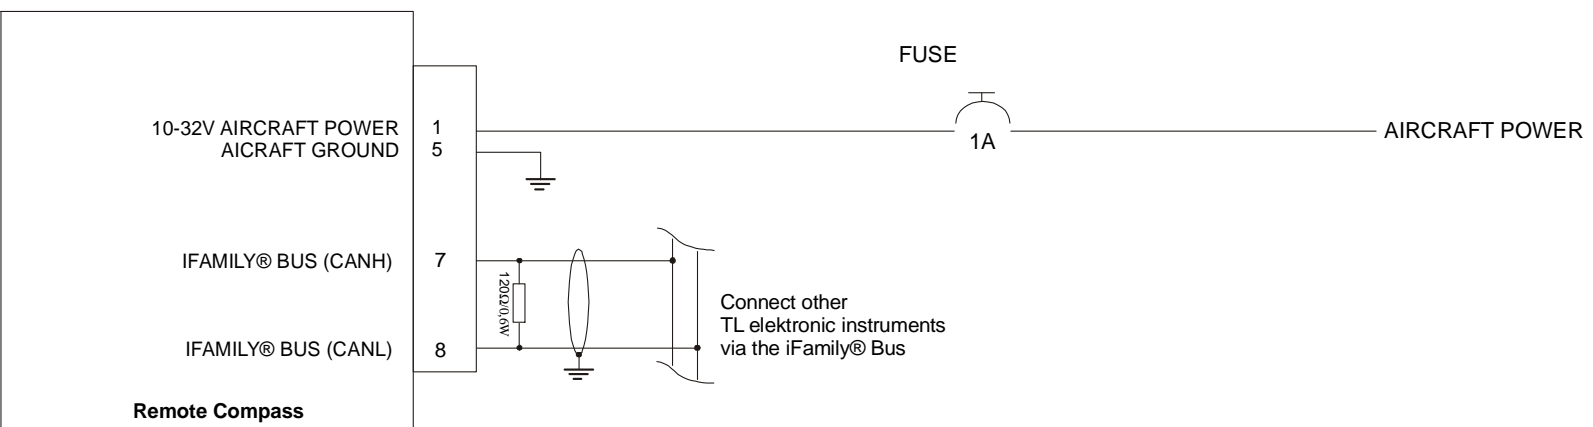 FUSE
10-32V AIRCRAFT POWER 1
1A
AIRCRAFT POWER
AICRAFT GROUND 5
IFAMILY® BUS (CANH) 7
120Ω/0,6W
Connect other
TL elektronic instruments
via the iFamily® Bus
IFAMILY® BUS (CANL) 8
Remote Compass